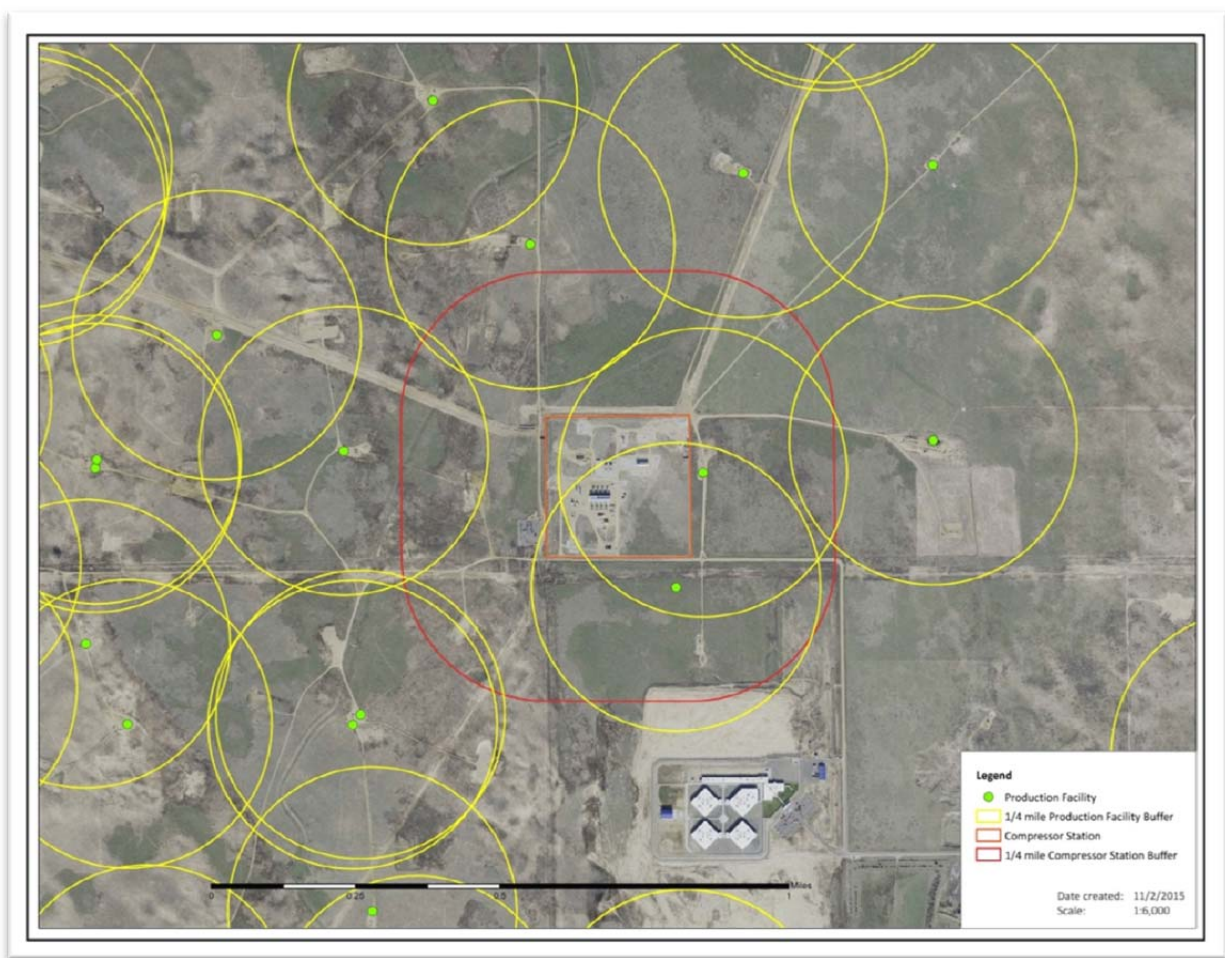 Legend
Production Facility
1/4 mile Production Facility Buffer
Compressor Station
1/4 mile Compressor Station Buffer
Miles
0 0.25 0.5 1
Date created: 11/2/2015
Scale: 1:6,000